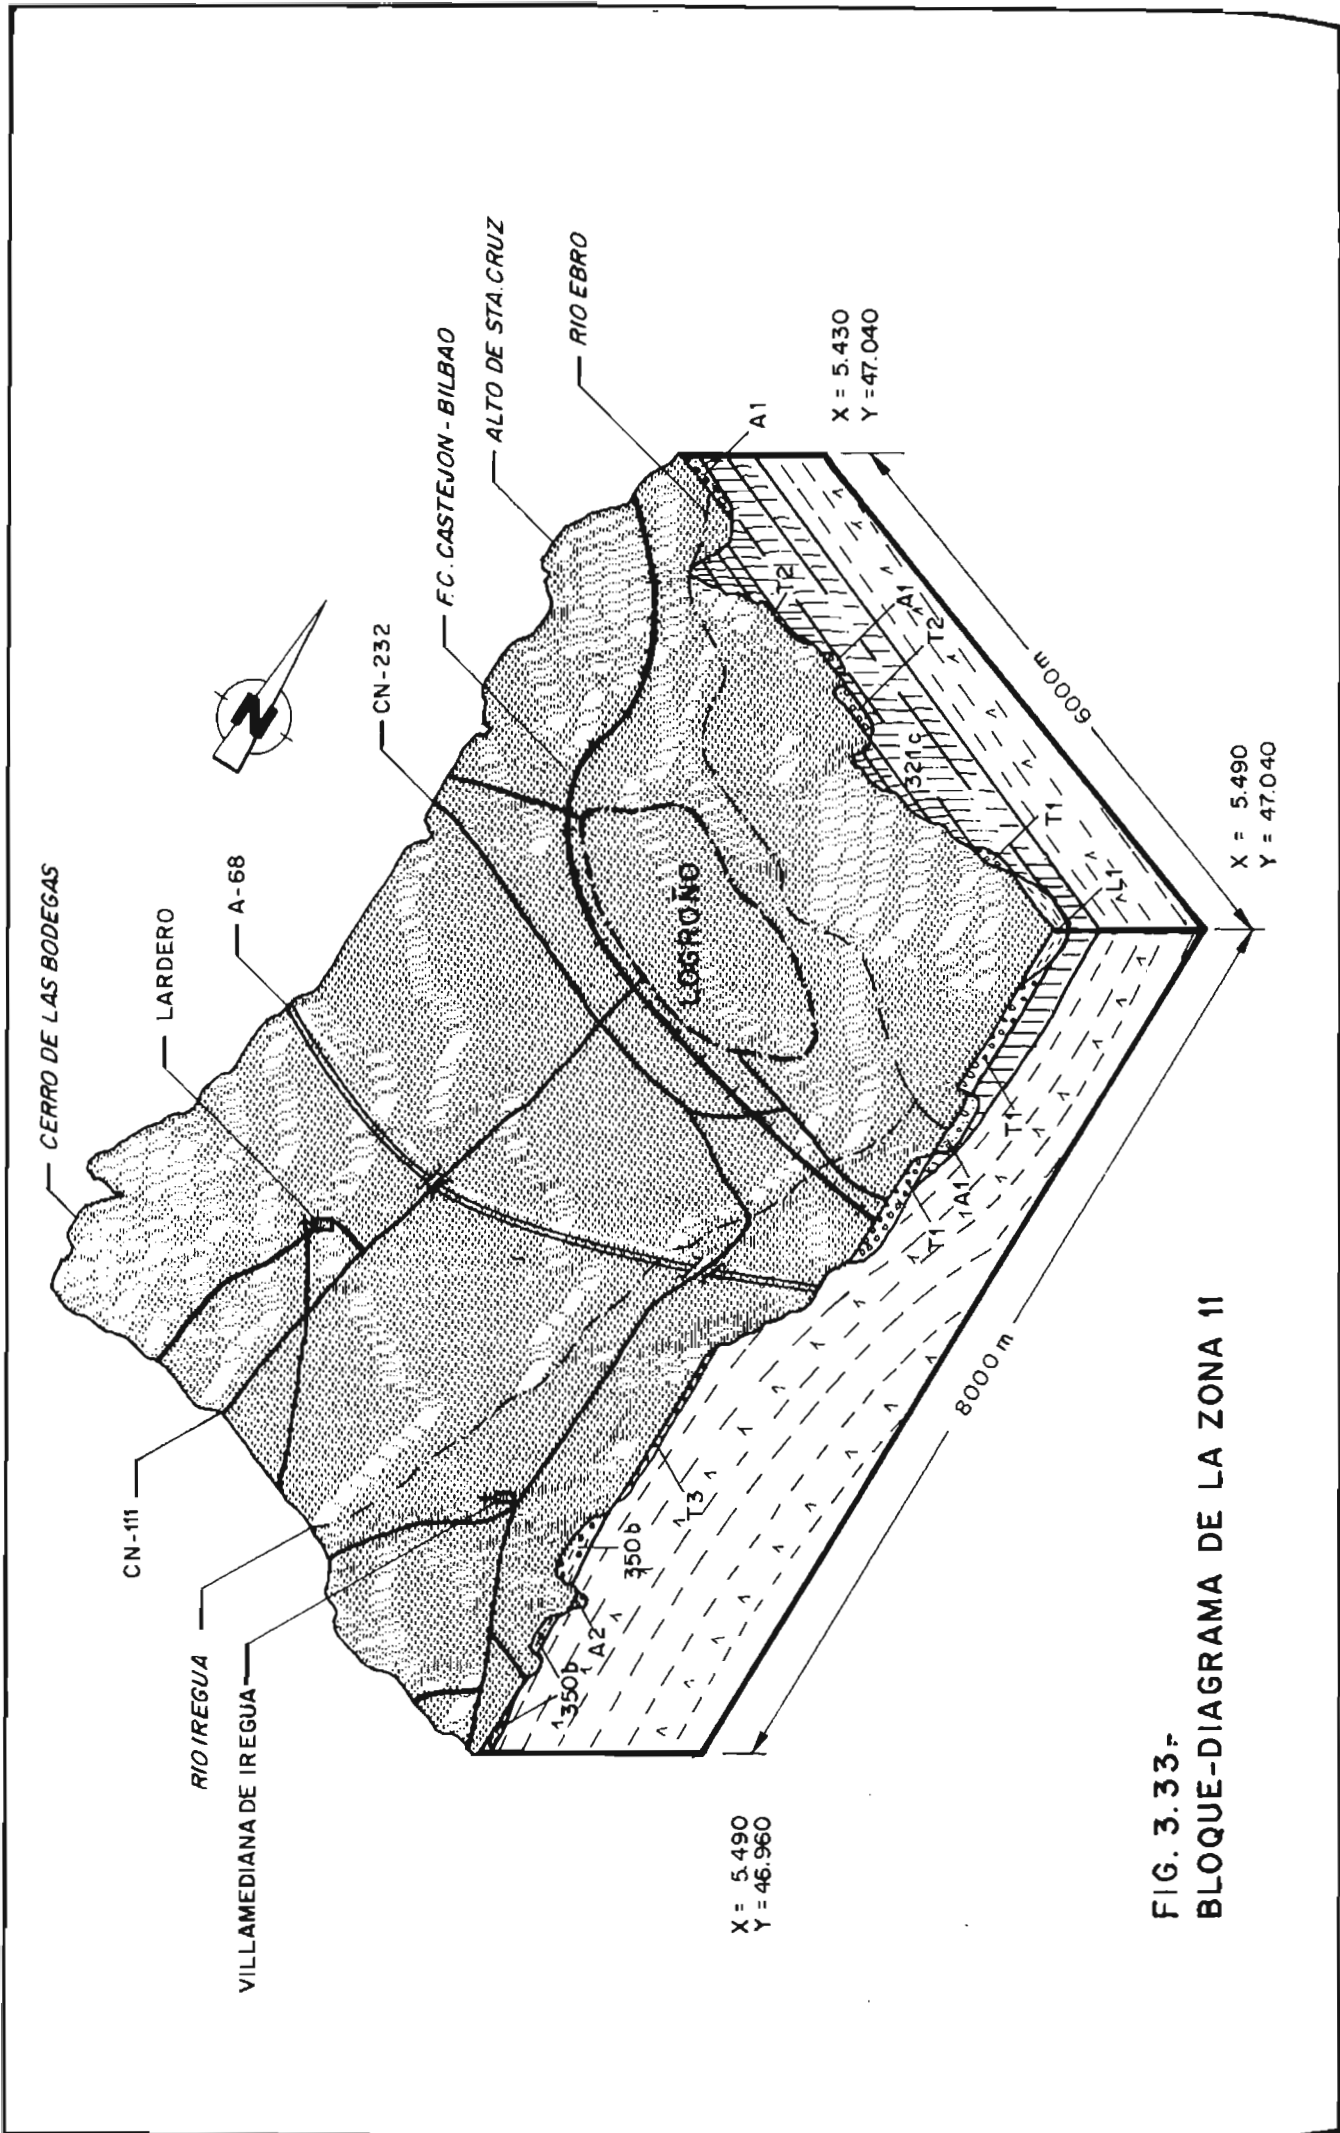 CERRO DE LAS BODEGAS
LARDERO
A-68
N
CN-232
F.C. CASTEJON-BILBAO
ALTO DE STA. CRUZ
RIO EBRO
CN-111
RIO IREGUA
VILLAMEDIANA DE IREGUA
LOGROÑO
A1
X = 5.430
Y = 47.040
T2
A1
T2
321c
T1
L1
6000m
X = 5.490
Y = 47.040
T1
A1
T1
T3
350b
A2
350b
8000m
X = 5.490
Y = 46.960
FIG. 3.33.-
BLOQUE-DIAGRAMA DE LA ZONA 11